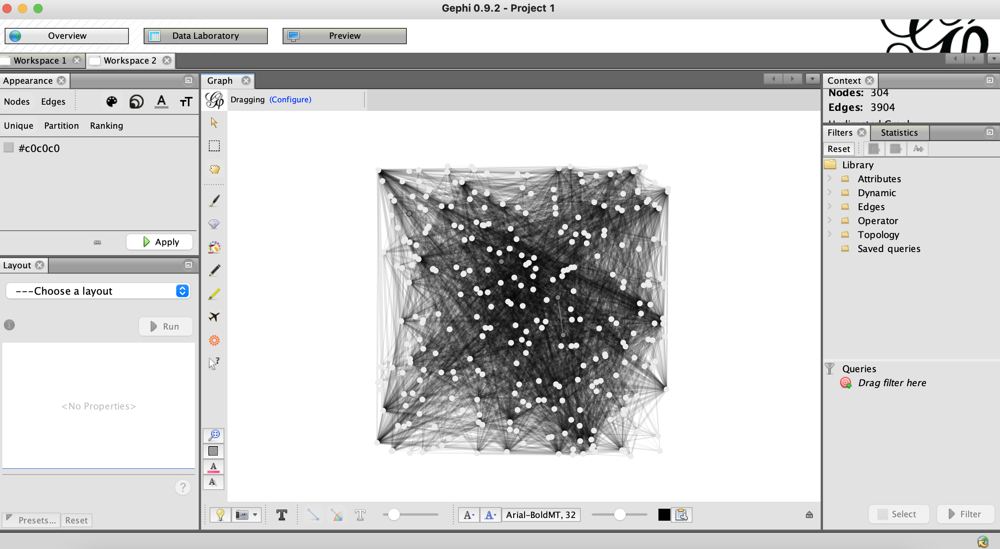 Gephi 0.9.2 - Project 1
Overview
Data Laboratory
Preview
Workspace 1
Workspace 2
Appearance
Nodes
Edges
Unique
Partition
Ranking
#c0c0c0
Apply
Layout
---Choose a layout
Run
<No Properties>
?
Presets...
Reset
Graph
Dragging (Configure)
A
A
Arial-BoldMT, 32
Context
Nodes: 304
Edges: 3904
Undirected Graph
Filters
Statistics
Reset
Library
Attributes
Dynamic
Edges
Operator
Topology
Saved queries
Queries
Drag filter here
Select
Filter